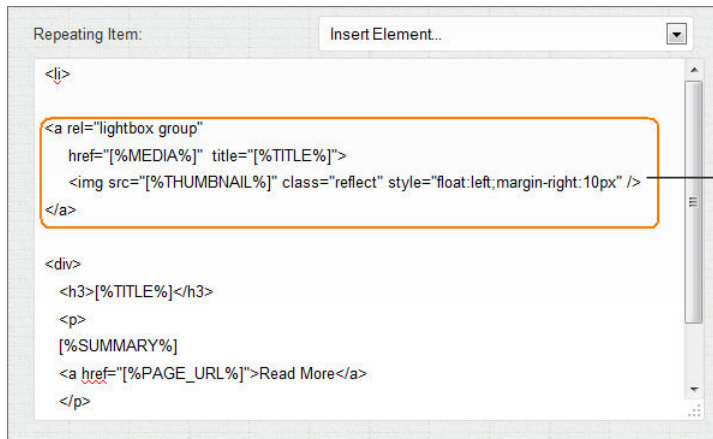 Repeating Item: Insert Element...
<li>
<a rel="lightbox group"
href="[%MEDIA%]" title="[%TITLE%]">
<img src="[%THUMBNAIL%]" class="reflect" style="float:left;margin-right:10px" />
</a>
<div>
<h3>[%TITLE%]</h3>
<p>
[%SUMMARY%]
<a href="[%PAGE_URL%]">Read More</a>
</p>